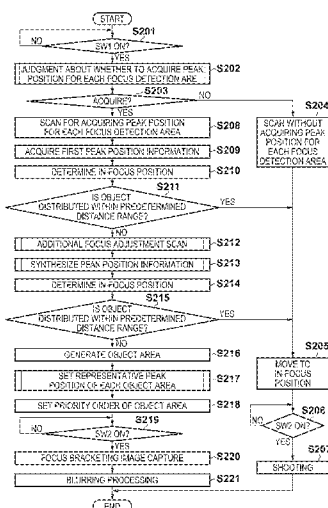 START
S201
NO
SW1 ON?
YES
JUDGMENT ABOUT WHETHER TO ACQUIRE PEAK
POSITION FOR EACH FOCUS DETECTION ARE
S202
S203
ACQUIRE?
NO
YES
S204
SCAN WITHOUT
ACQUIRING PEAK
POSITION FOR
EACH FOCUS
DETECTION AREA
SCAN FOR ACQUIRING PEAK POSITION
FOR EACH FOCUS DETECTION AREA
S208
ACQUIRE FIRST PEAK POSITION INFORMATION
S209
DETERMINE IN-FOCUS POSITION
S210
S211
IS OBJECT
DISTRIBUTED WITHIN PREDETERMINED
DISTANCE RANGE?
YES
NO
ADDITIONAL FOCUS ADJUSTMENT SCAN
S212
SYNTHESIZE PEAK POSITION INFORMATION
S213
DETERMINE IN-FOCUS POSITION
S214
S215
IS OBJECT
DISTRIBUTED WITHIN PREDETERMINED
DISTANCE RANGE?
YES
NO
GENERATE OBJECT AREA
S216
S205
MOVE TO
IN-FOCUS
POSITION
SET REPRESENTATIVE PEAK
POSITION OF EACH OBJECT AREA
S217
SET PRIORITY ORDER OF OBJECT AREA
S218
S206
NO
SW2 ON?
YES
S219
NO
SW2 ON?
YES
S207
SHOOTING
FOCUS BRACKETING IMAGE CAPTURE
S220
BLURRING PROCESSING
S221
END